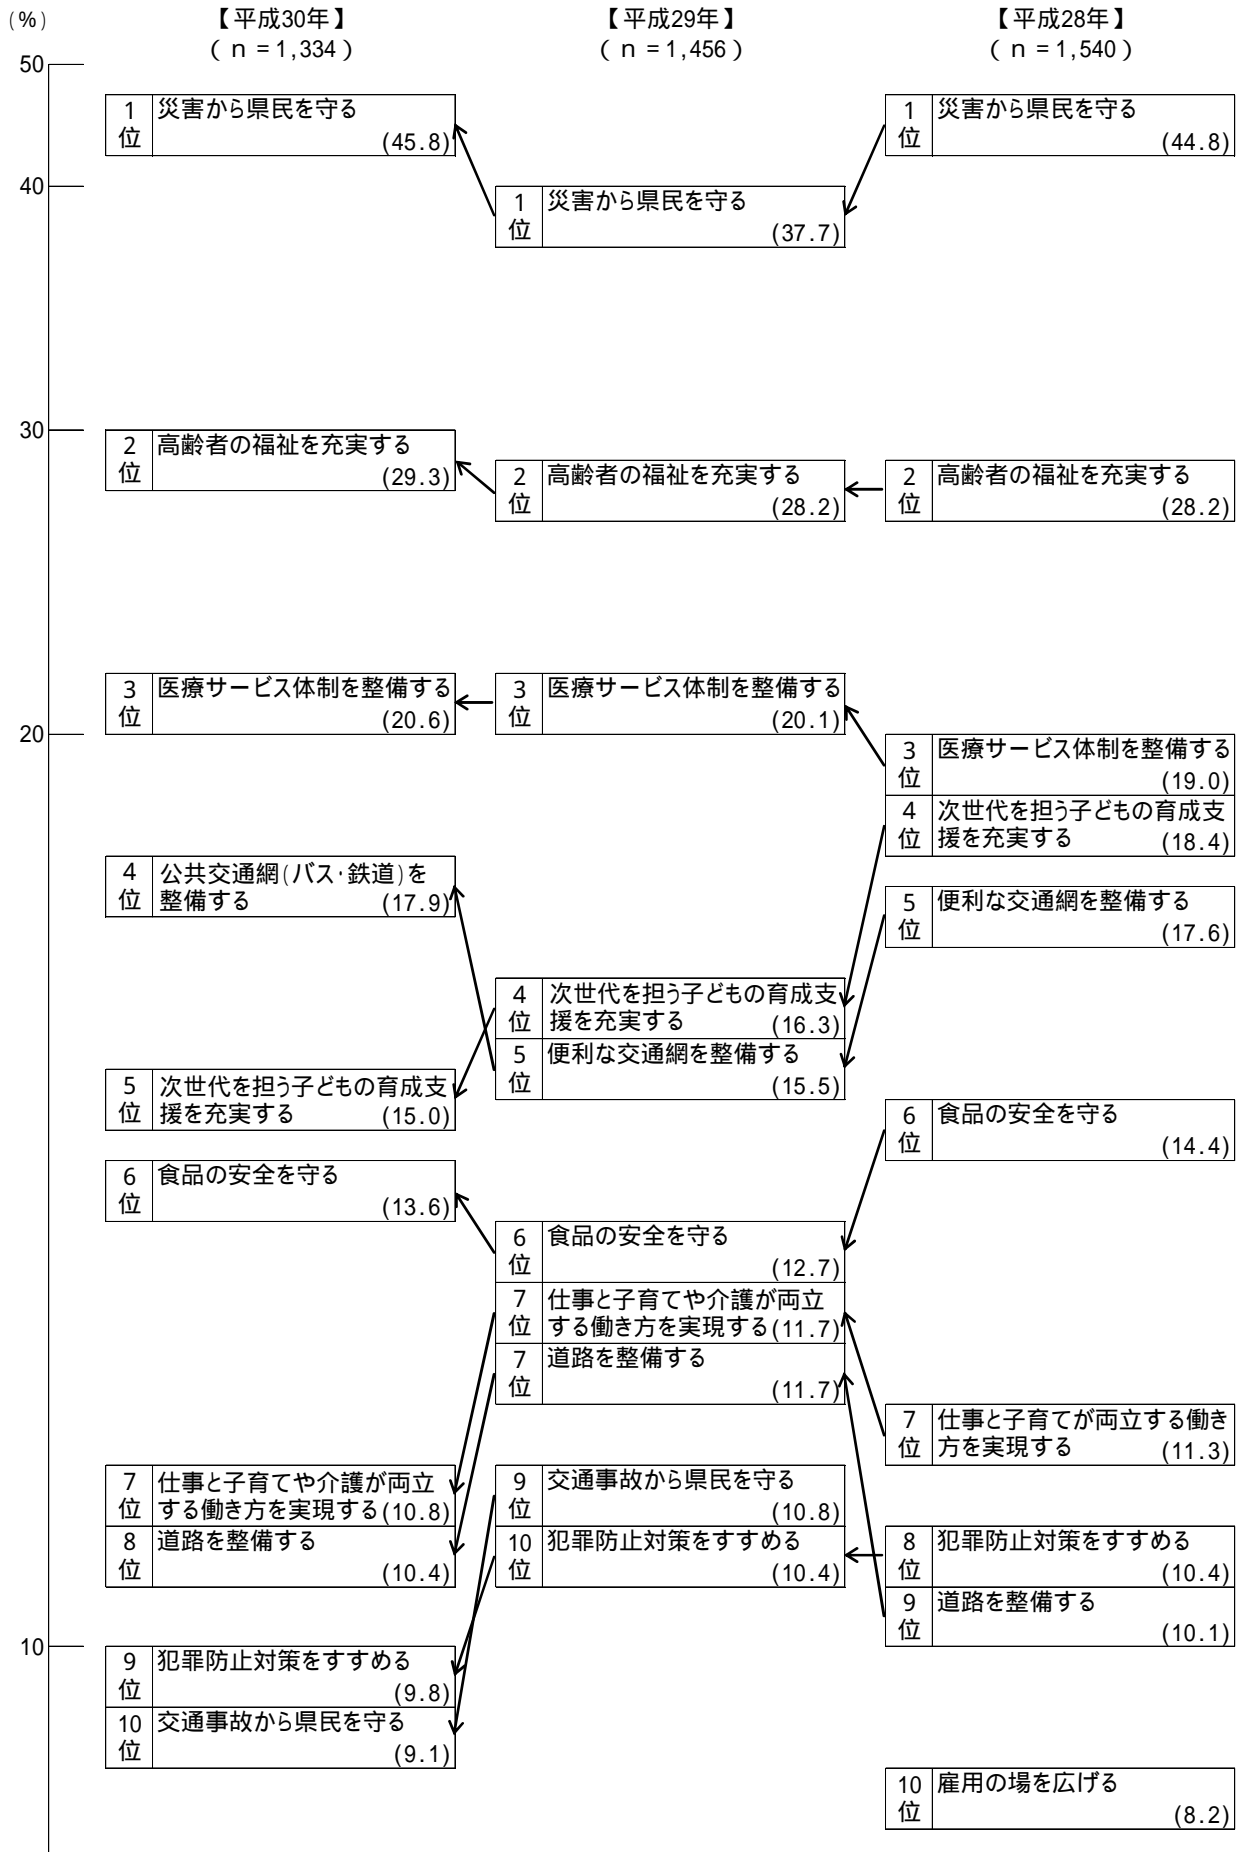 (％)
【平成30年】
(ｎ=1,334)
【平成29年】
(ｎ=1,456)
【平成28年】
(ｎ=1,540)
50
40
30
20
10
1位
災害から県民を守る
(45.8)
2位
高齢者の福祉を充実する
(29.3)
3位
医療サービス体制を整備する
(20.6)
4位
公共交通網(バス・鉄道)を
整備する (17.9)
5位
次世代を担う子どもの育成支
援を充実する (15.0)
6位
食品の安全を守る
(13.6)
7位
仕事と子育てや介護が両立
する働き方を実現する(10.8)
8位
道路を整備する
(10.4)
9位
犯罪防止対策をすすめる
(9.8)
10位
交通事故から県民を守る
(9.1)
1位
災害から県民を守る
(37.7)
2位
高齢者の福祉を充実する
(28.2)
3位
医療サービス体制を整備する
(20.1)
4位
次世代を担う子どもの育成支
援を充実する (16.3)
5位
便利な交通網を整備する
(15.5)
6位
食品の安全を守る
(12.7)
7位
仕事と子育てや介護が両立
する働き方を実現する(11.7)
7位
道路を整備する
(11.7)
9位
交通事故から県民を守る
(10.8)
10位
犯罪防止対策をすすめる
(10.4)
1位
災害から県民を守る
(44.8)
2位
高齢者の福祉を充実する
(28.2)
3位
医療サービス体制を整備する
(19.0)
4位
次世代を担う子どもの育成支
援を充実する (18.4)
5位
便利な交通網を整備する
(17.6)
6位
食品の安全を守る
(14.4)
7位
仕事と子育てが両立する働き
方を実現する (11.3)
8位
犯罪防止対策をすすめる
(10.4)
9位
道路を整備する
(10.1)
10位
雇用の場を広げる
(8.2)